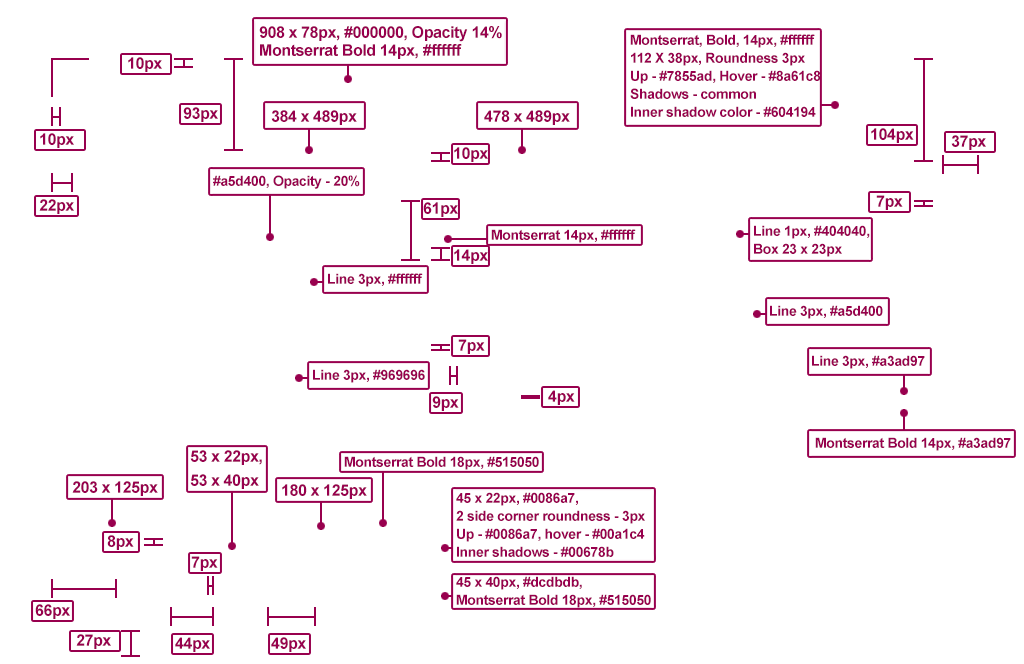 908 x 78px, #000000, Opacity 14%
Montserrat Bold 14px, #ffffff
Montserrat, Bold, 14px, #ffffff
112 X 38px, Roundness 3px
Up - #7855ad, Hover - #8a61c8
Shadows - common
Inner shadow color - #604194
10px
93px
10px
384 x 489px
478 x 489px
104px
37px
10px
#a5d400, Opacity - 20%
22px
61px
7px
Montserrat 14px, #ffffff
Line 1px, #404040,
Box 23 x 23px
14px
Line 3px, #ffffff
Line 3px, #a5d400
7px
Line 3px, #a3ad97
Line 3px, #969696
9px
4px
Montserrat Bold 14px, #a3ad97
53 x 22px,
53 x 40px
Montserrat Bold 18px, #515050
203 x 125px
180 x 125px
45 x 22px, #0086a7,
2 side corner roundness - 3px
Up - #0086a7, hover - #00a1c4
Inner shadows - #00678b
8px
7px
45 x 40px, #dcdbdb,
Montserrat Bold 18px, #515050
66px
27px
44px
49px